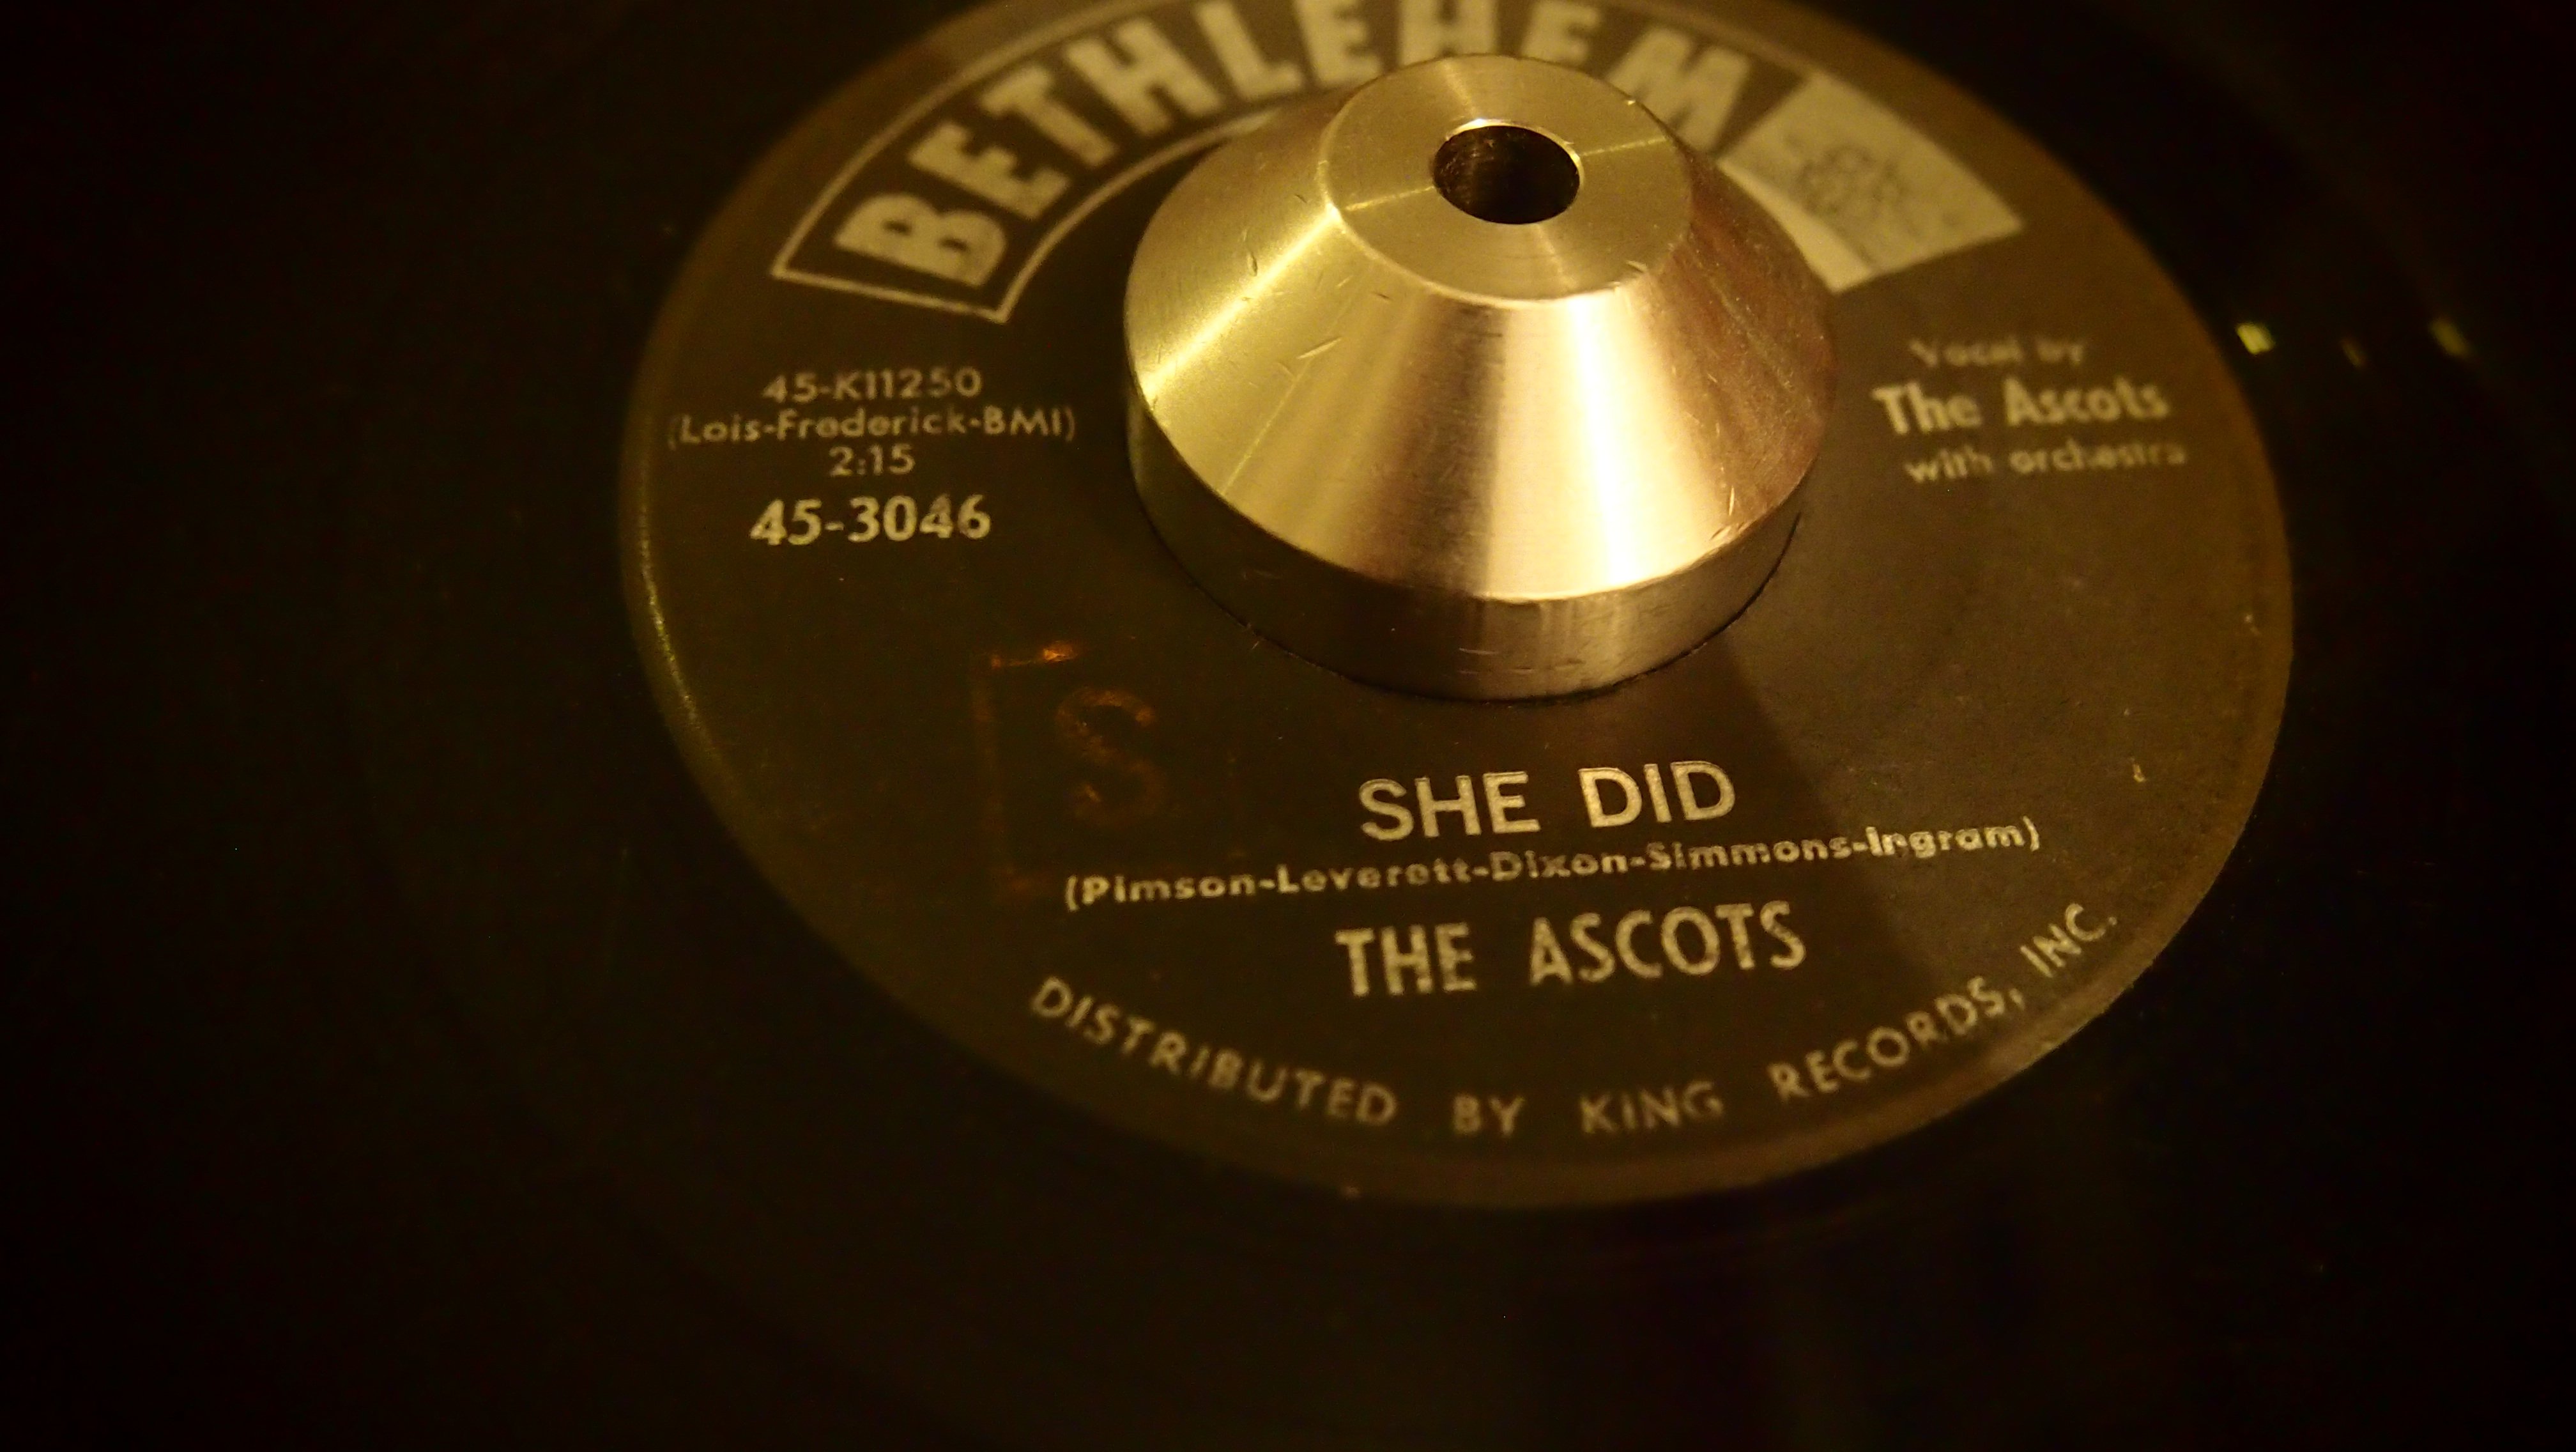 BETHLEHEM
45-K11250
(Lois-Frederick-BMI)
2:15
45-3046
Vocal by
The Ascots
with orchestra
S
SHE DID
(Pimson-Leverett-Dixon-Simmons-Ingram)
THE ASCOTS
DISTRIBUTED BY KING RECORDS, INC.